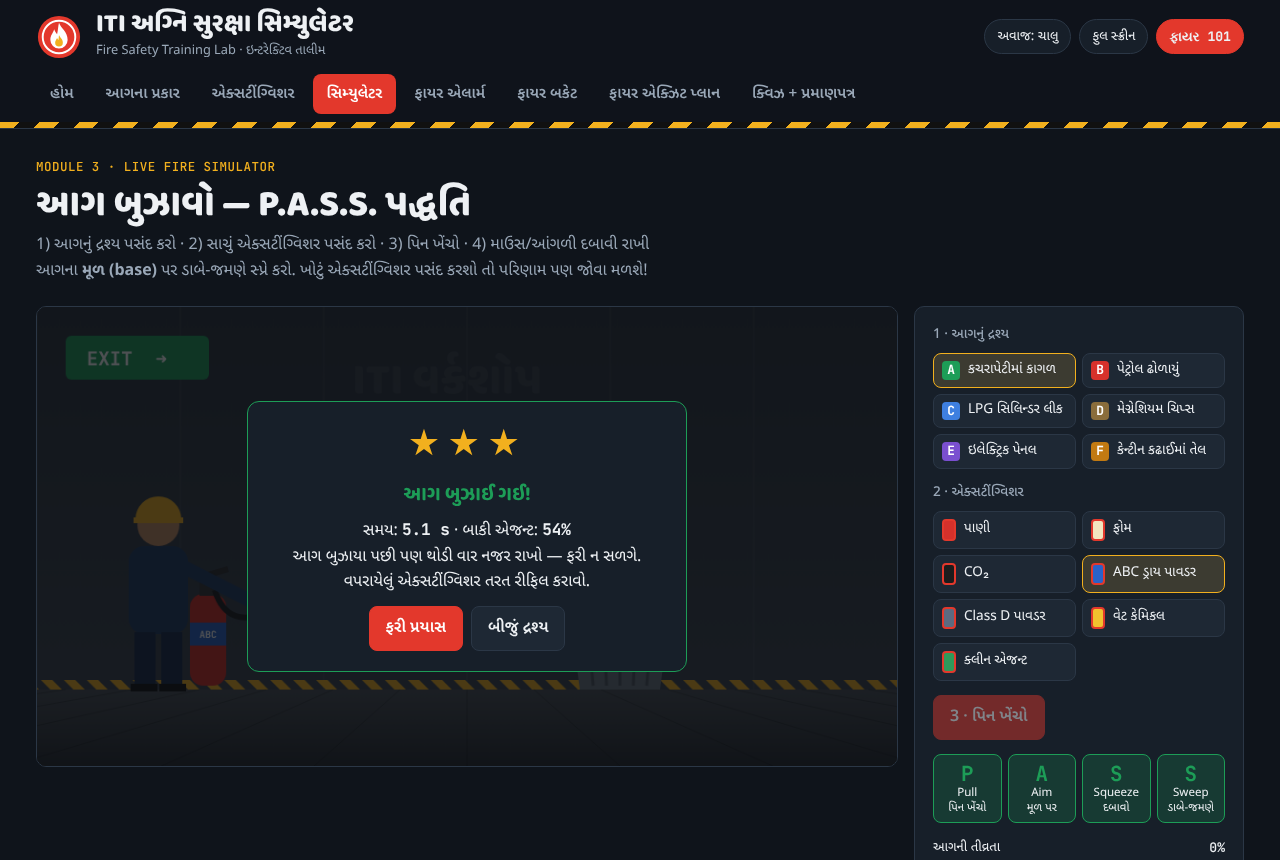 ITI અગ્નિ સુરક્ષા સિમ્યુલેટર
Fire Safety Training Lab · ઇન્ટરેક્ટિવ તાલીમ
અવાજ: ચાલુ
ફુલ સ્ક્રીન
ફાયર 101
હોમ
આગના પ્રકાર
એક્સટીંગ્વિશર
સિમ્યુલેટર
ફાયર એલાર્મ
ફાયર બકેટ
ફાયર એક્ઝિટ પ્લાન
ક્વિઝ + પ્રમાણપત્ર
MODULE 3 · LIVE FIRE SIMULATOR
આગ બુઝાવો — P.A.S.S. પદ્ધતિ
1) આગનું દ્રશ્ય પસંદ કરો · 2) સાચું એક્સટીંગ્વિશર પસંદ કરો · 3) પિન ખેંચો · 4) માઉસ/આંગળી દબાવી રાખી
આગના મૂળ (base) પર ડાબે-જમણે સ્પ્રે કરો. ખોટું એક્સટીંગ્વિશર પસંદ કરશો તો પરિણામ પણ જોવા મળશે!
EXIT →
ITI વર્કશોપ
★ ★ ★
આગ બુઝાઈ ગઈ!
સમય: 5.1 s · બાકી એજન્ટ: 54%
આગ બુઝાયા પછી પણ થોડી વાર નજર રાખો — ફરી ન સળગે.
વપરાયેલું એક્સટીંગ્વિશર તરત રીફિલ કરાવો.
ફરી પ્રયાસ
બીજું દ્રશ્ય
ABC
1 · આગનું દ્રશ્ય
A કચરાપેટીમાં કાગળ
B પેટ્રોલ ઢોળાયું
C LPG સિલિન્ડર લીક
D મેગ્નેશિયમ ચિપ્સ
E ઇલેક્ટ્રિક પેનલ
F કેન્ટીન કઢાઈમાં તેલ
2 · એક્સટીંગ્વિશર
પાણી
ફોમ
CO₂
ABC ડ્રાય પાવડર
Class D પાવડર
વેટ કેમિકલ
ક્લીન એજન્ટ
3 · પિન ખેંચો
P
Pull
પિન ખેંચો
A
Aim
મૂળ પર
S
Squeeze
દબાવો
S
Sweep
ડાબે-જમણે
આગની તીવ્રતા 0%